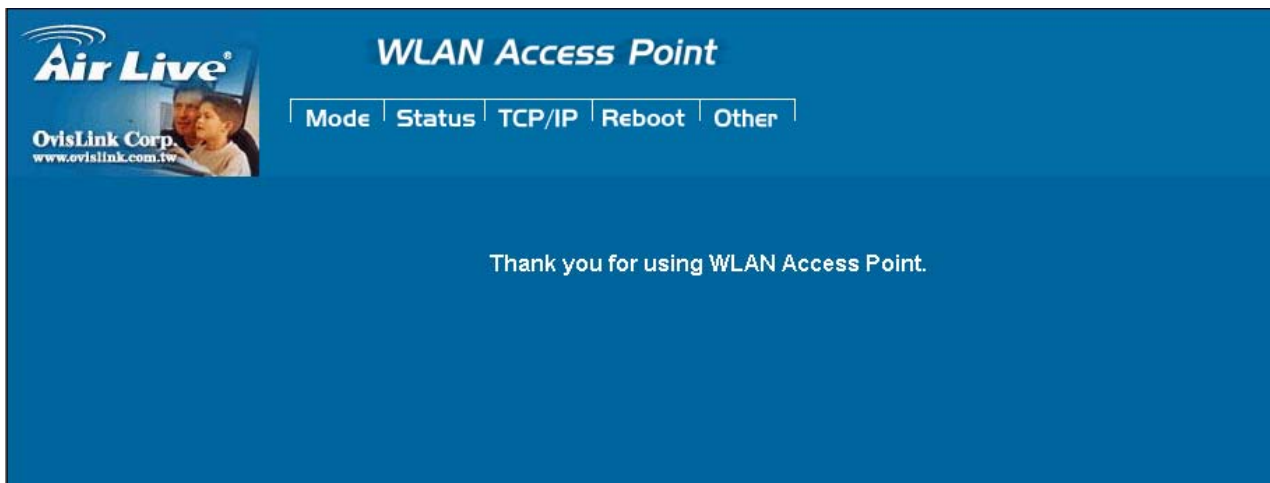 Air Live®
OvisLink Corp.
www.ovislink.com.tw
WLAN Access Point
Mode Status TCP/IP Reboot Other
Thank you for using WLAN Access Point.